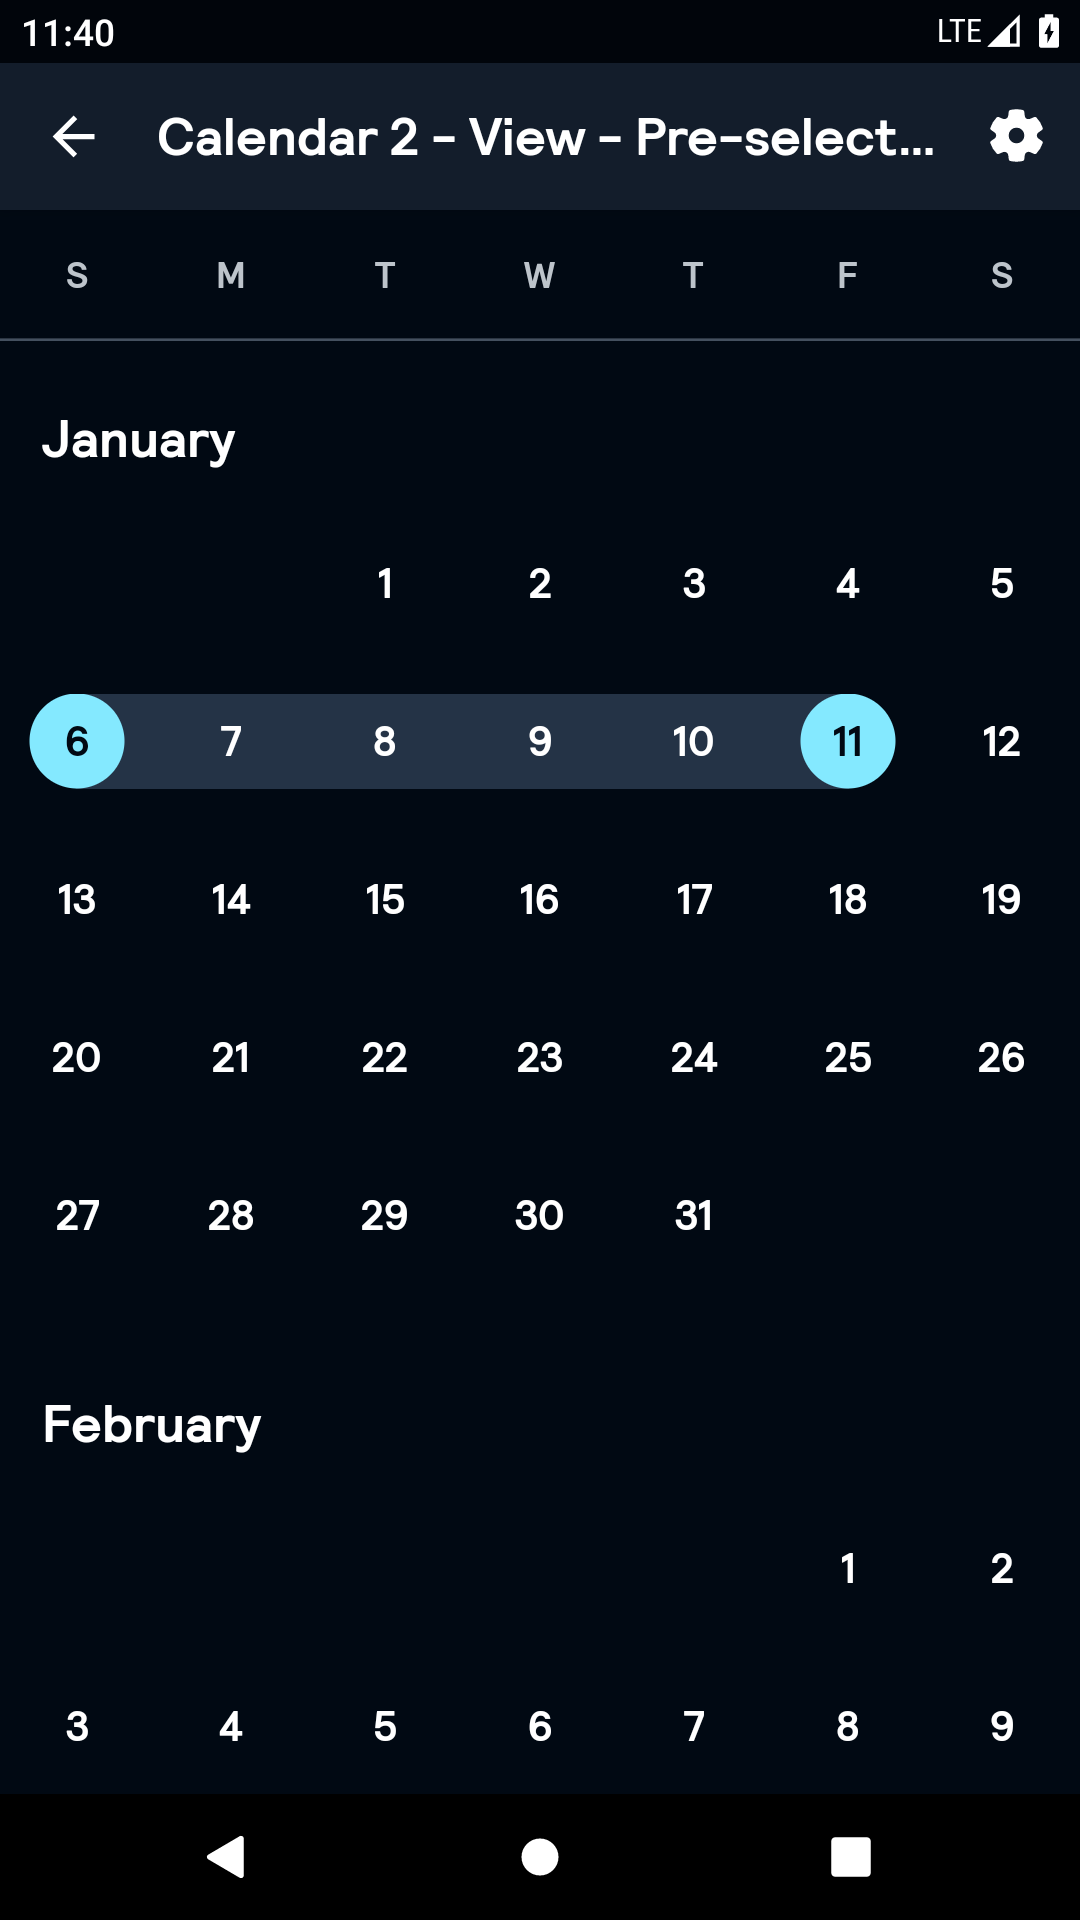 11:40 LTE
Calendar 2 - View - Pre-select...
S M T W T F S
January
1 2 3 4 5
6 7 8 9 10 11 12
13 14 15 16 17 18 19
20 21 22 23 24 25 26
27 28 29 30 31
February
1 2
3 4 5 6 7 8 9